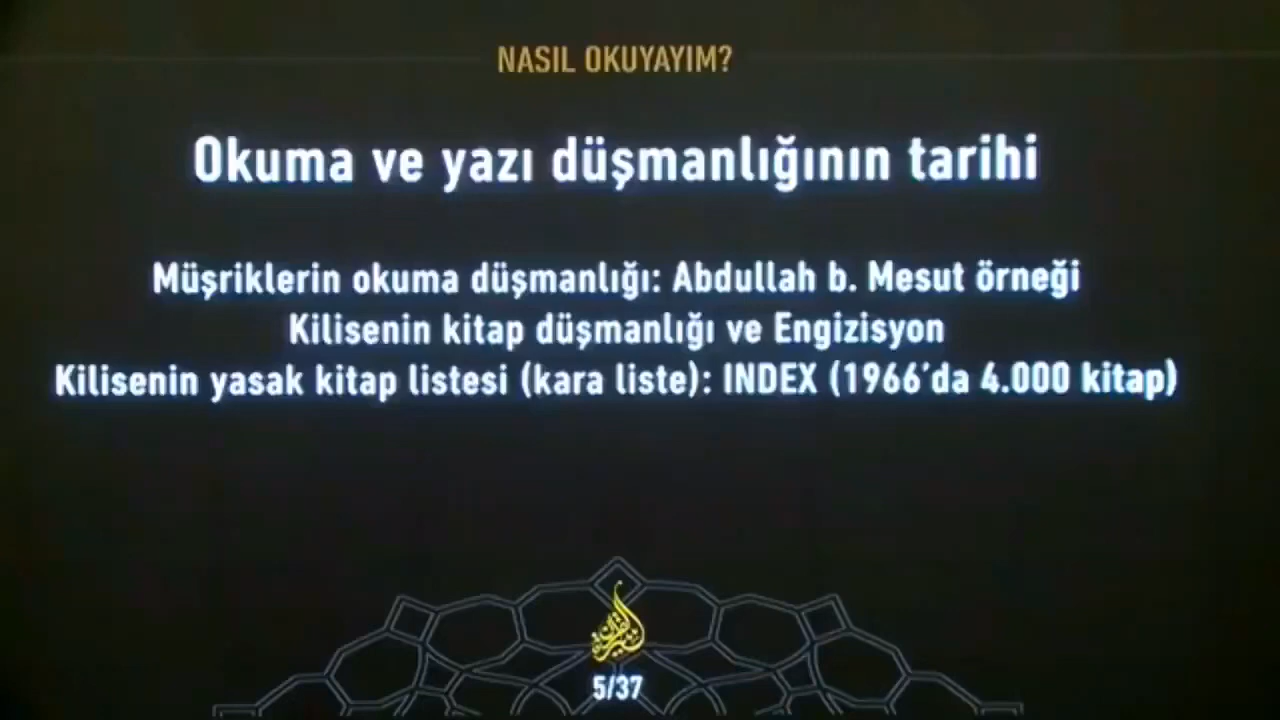 NASIL OKUYAYIM?
Okuma ve yazı düşmanlığının tarihi
Müşriklerin okuma düşmanlığı: Abdullah b. Mesut örneği
Kilisenin kitap düşmanlığı ve Engizisyon
Kilisenin yasak kitap listesi (kara liste): INDEX (1966'da 4.000 kitap)
5/37